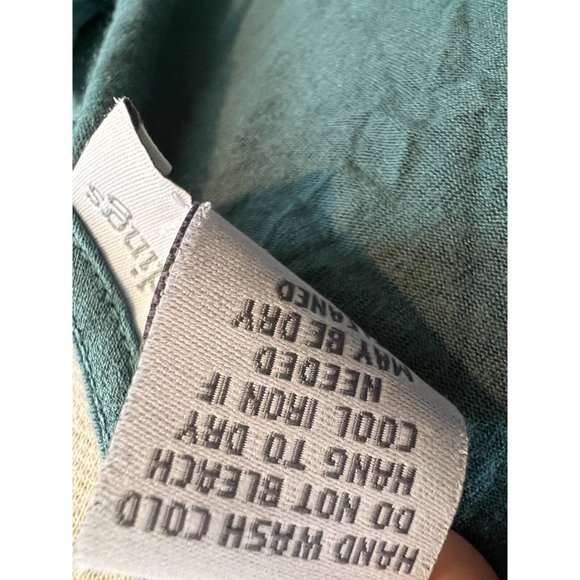 HAND WASH COLD
DO NOT BLEACH
HANG TO DRY
COOL IRON IF
NEEDED
MAY BE DRY
CLEANED